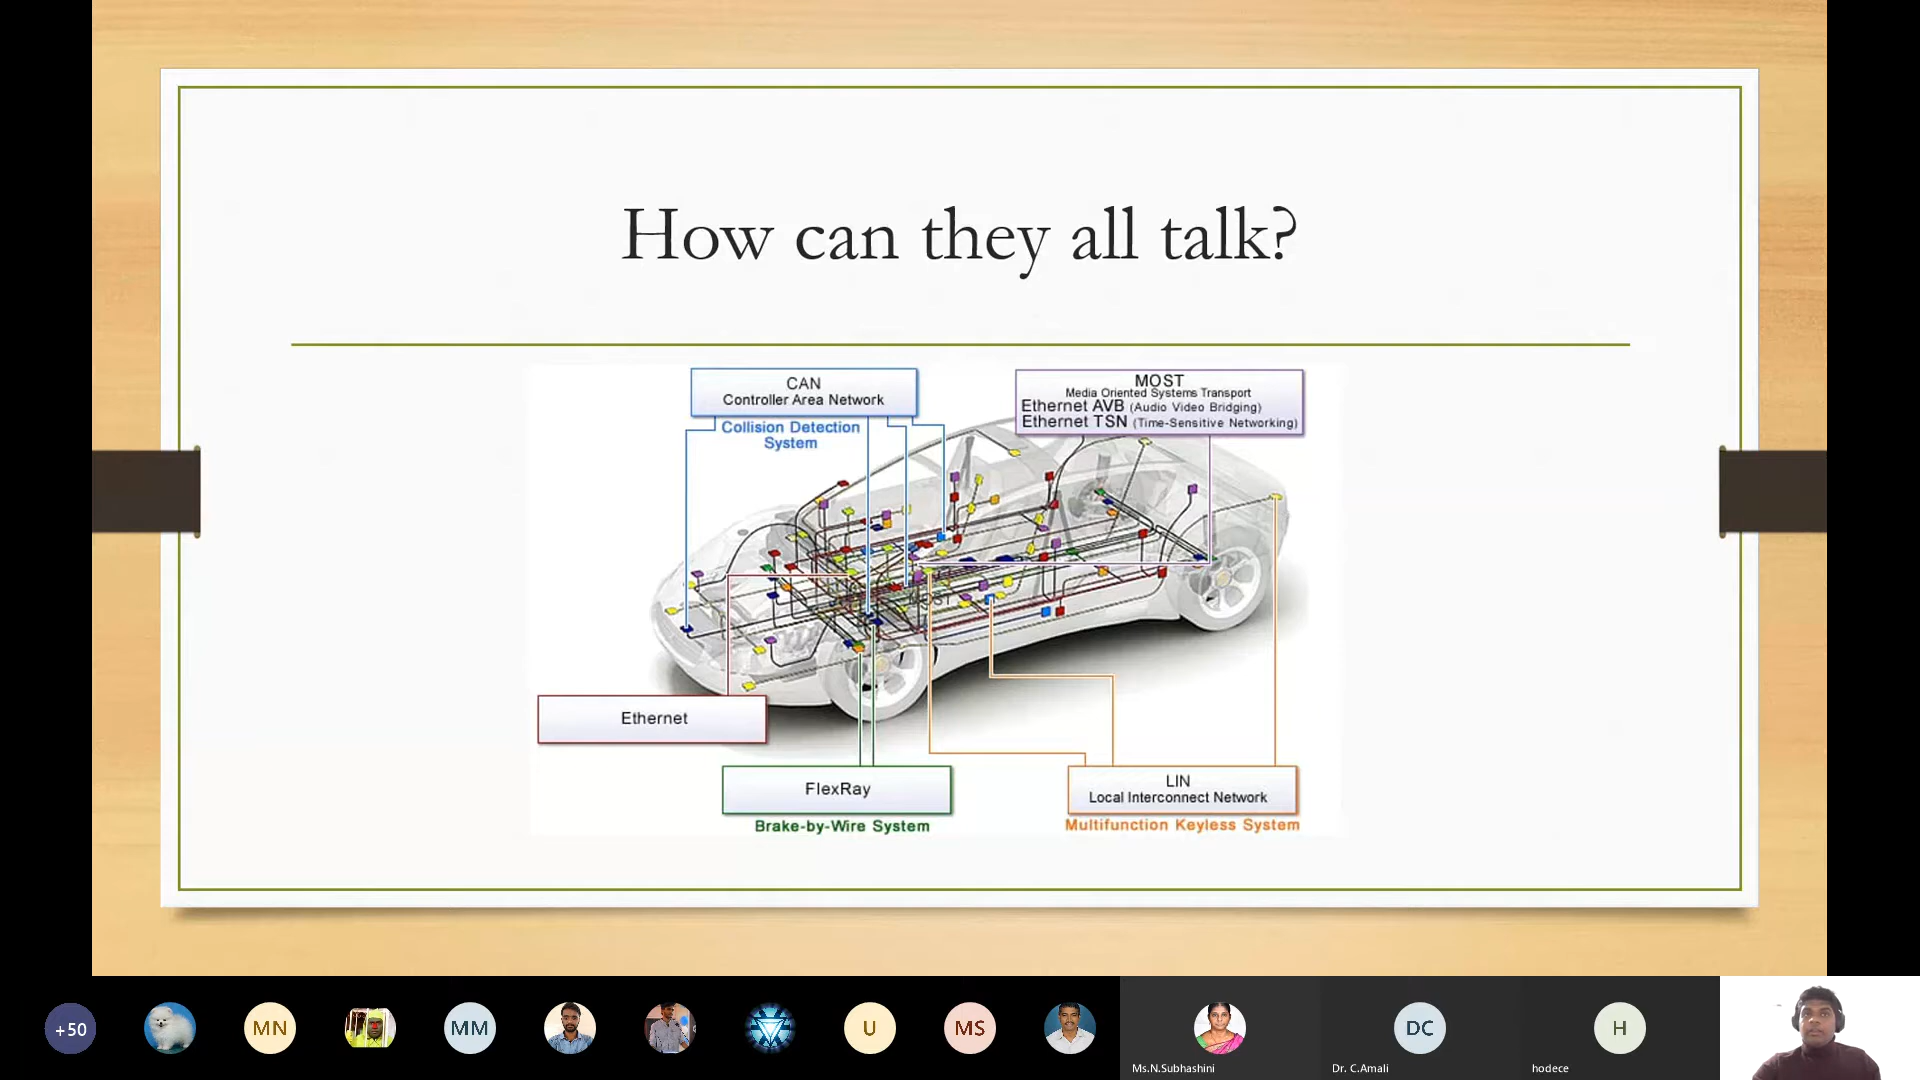 How can they all talk?
CAN
Controller Area Network
Collision Detection
System
MOST
Media Oriented Systems Transport
Ethernet AVB (Audio Video Bridging)
Ethernet TSN (Time-Sensitive Networking)
MOST
Ethernet
FlexRay
Brake-by-Wire System
LIN
Local Interconnect Network
Multifunction Keyless System
+50
MN
MM
U
MS
DC
H
Ms.N.Subhashini
Dr. C.Amali
hodece